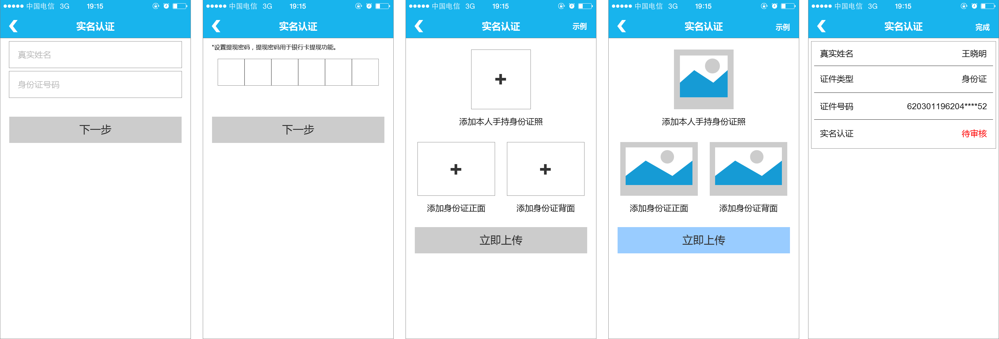 中国电信 3G 19:15
实名认证
真实姓名
身份证号码
下一步
中国电信 3G 19:15
实名认证
*设置提现密码，提现密码用于银行卡提现功能。
下一步
中国电信 3G 19:15
实名认证 示例
添加本人手持身份证照
添加身份证正面 添加身份证背面
立即上传
中国电信 3G 19:15
实名认证 示例
添加本人手持身份证照
添加身份证正面 添加身份证背面
立即上传
中国电信 3G 19:15
实名认证 完成
真实姓名 王晓明
证件类型 身份证
证件号码 620301196204****52
实名认证 待审核